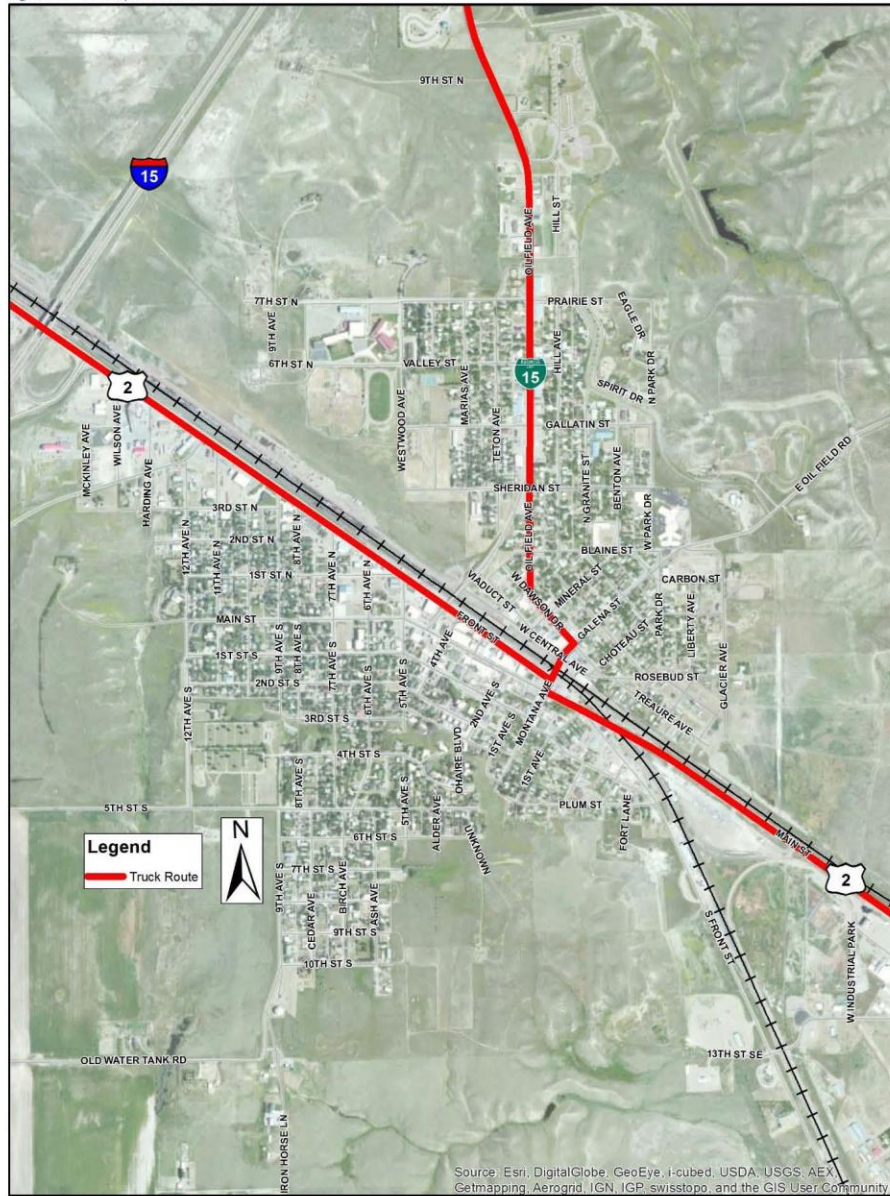 9TH ST N
15
HILL ST
OILFIELD AVE
7TH ST N
PRAIRIE ST
EAGLE DR
9TH AVE
6TH ST N
VALLEY ST
HILL AVE
15
N PARK DR
SPIRIT DR
MARIAS AVE
WESTWOOD AVE
TETON AVE
GALLATIN ST
2
MCKINLEY AVE
WILSON AVE
HARDING AVE
N GRANITE ST
BENTON AVE
E OIL FIELD RD
SHERIDAN ST
W PARK DR
3RD ST N
OILFIELD AVE
2ND ST N
8TH AVE N
BLAINE ST
12TH AVE N
11TH AVE N
1ST ST N
7TH AVE N
6TH AVE N
VIADUCT ST
W DAWSON DR
MINERAL ST
CARBON ST
GALENA ST
MAIN ST
FRONT ST
W CENTRAL AVE
CHOTEAU ST
PARK DR
LIBERTY AVE
GLACIER AVE
1ST ST S
9TH AVE S
8TH AVE S
7TH AVE S
4TH AVE
2ND ST S
6TH AVE S
5TH AVE S
ROSEBUD ST
TREAURE AVE
12TH AVE S
3RD ST S
2ND AVE S
1ST AVE S
MONTANA AVE
1ST AVE
4TH ST S
OHAIRE BLVD
8TH AVE S
5TH AVE S
5TH ST S
PLUM ST
FORT LANE
MAIN ST
6TH ST S
ALDER AVE
UNKNOWN
N
Legend
Truck Route
7TH ST S
9TH AVE S
CEDAR AVE
BIRCH AVE
ASH AVE
9TH ST S
10TH ST S
2
S FRONT ST
W INDUSTRIAL PARK
OLD WATER TANK RD
13TH ST SE
IRON HORSE LN
Source: Esri, DigitalGlobe, GeoEye, i-cubed, USDA, USGS, AEX,
Getmapping, Aerogrid, IGN, IGP, swisstopo, and the GIS User Community